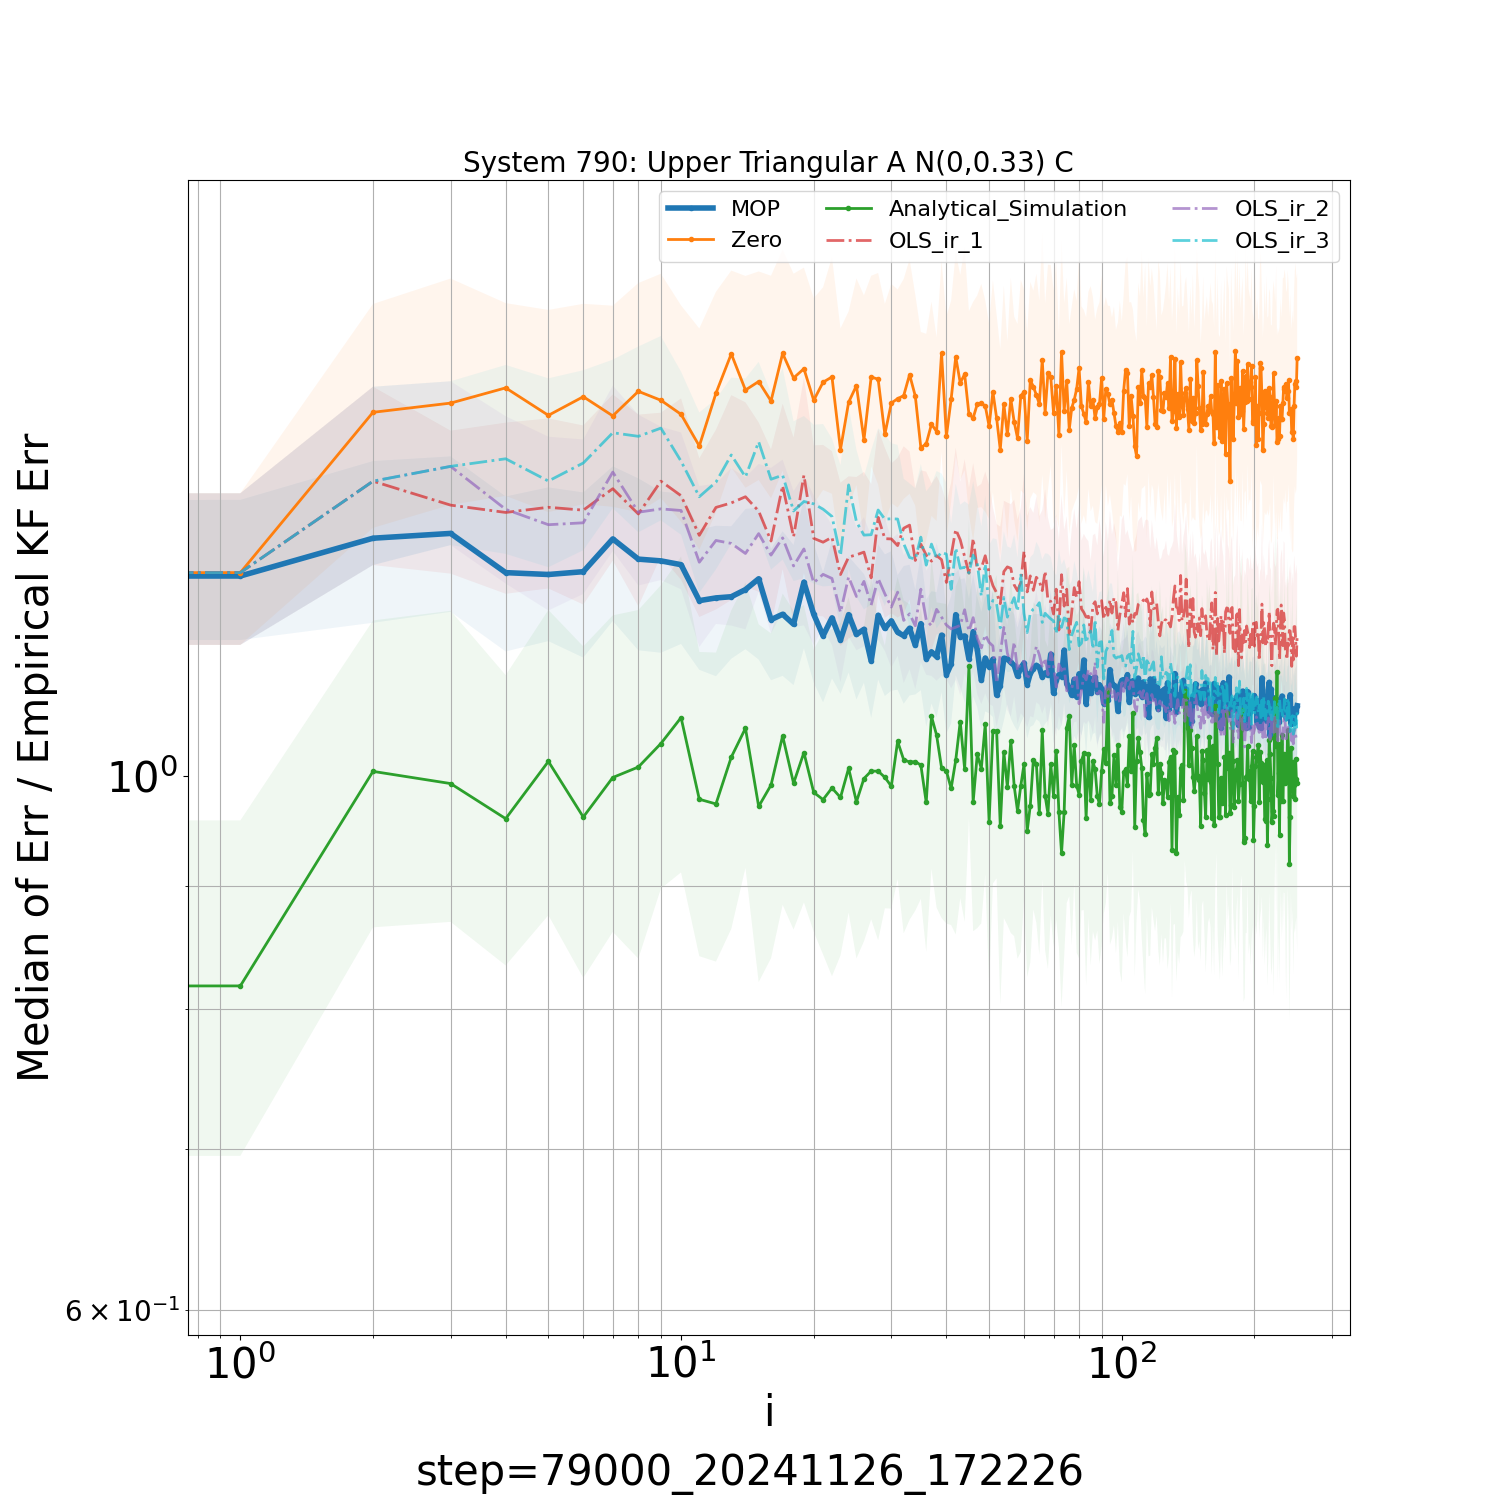 System 790: Upper Triangular A N(0,0.33) C
MOP
Zero
Analytical_Simulation
OLS_ir_1
OLS_ir_2
OLS_ir_3
Median of Err / Empirical KF Err
10⁰
6 × 10⁻¹
10⁰
10¹
10²
i
step=79000_20241126_172226